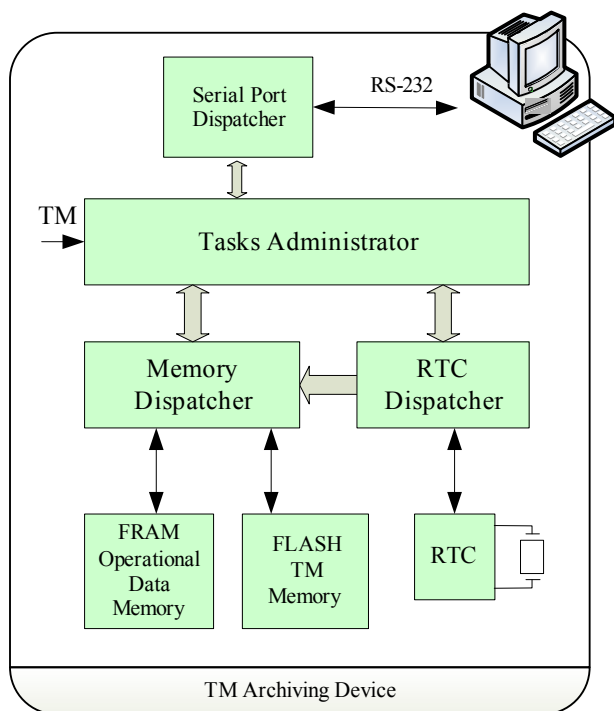 Serial Port
Dispatcher
RS-232
TM
Tasks Administrator
Memory
Dispatcher
RTC
Dispatcher
FRAM
Operational
Data
Memory
FLASH
TM
Memory
RTC
TM Archiving Device